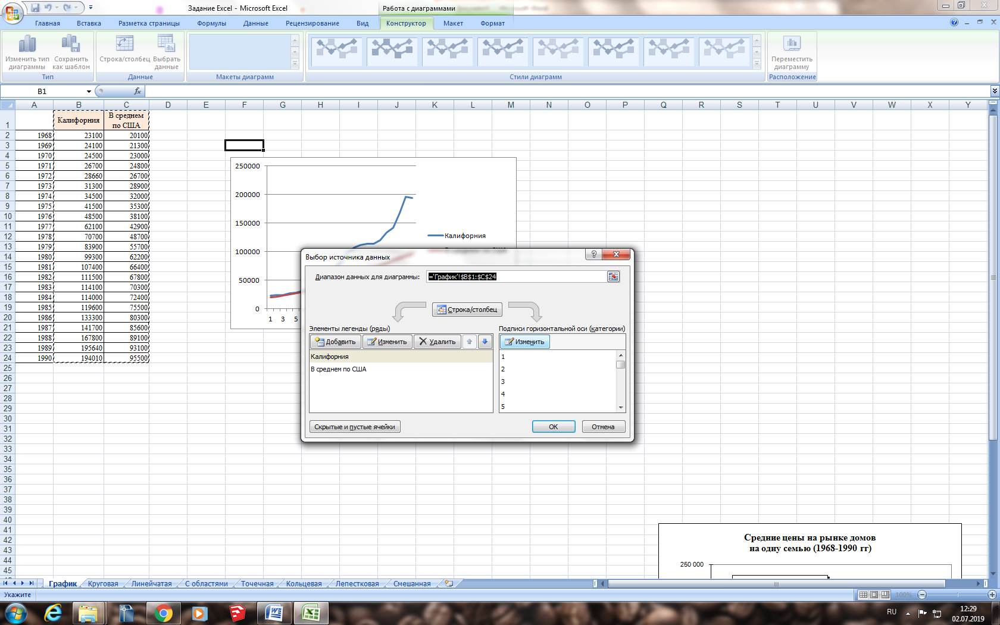 Задание Excel - Microsoft Excel
Работа с диаграммами
Главная Вставка Разметка страницы Формулы Данные Рецензирование Вид Конструктор Макет Формат
Изменить тип диаграммы
Сохранить как шаблон
Строка/столбец
Выбрать данные
Переместить диаграмму
Тип Данные Макеты диаграмм Стили диаграмм Расположение
B1 fx
A B C D E F G H I J K L M N O P Q R S T U V W X Y
1 Калифорния В среднем по США
2 1968 23100 20100
3 1969 24100 21300
4 1970 24500 23000
5 1971 26700 24800
6 1972 28660 26700
7 1973 31300 28900
8 1974 34500 32000
9 1975 41500 35300
10 1976 48500 38100
11 1977 62100 42900
12 1978 70700 48700
13 1979 83900 55700
14 1980 99300 62200
15 1981 107400 66400
16 1982 111500 67800
17 1983 114100 70300
18 1984 114000 72400
19 1985 119600 75500
20 1986 133300 80300
21 1987 141700 85600
22 1988 167800 89100
23 1989 195640 93100
24 1990 194010 95500
25
26
27
28
29
30
31
32
33
34
35
36
37
38
39
40
41
42
43
44
45
250000
200000
150000
100000
50000
0
1 3 5
Калифорния
Выбор источника данных
?
Диапазон данных для диаграммы: ='График'!$B$1:$C$24
Строка/столбец
Элементы легенды (ряды)
Добавить Изменить Удалить
Калифорния
В среднем по США
Подписи горизонтальной оси (категории)
Изменить
1
2
3
4
5
Скрытые и пустые ячейки
ОК Отмена
Средние цены на рынке домов
на одну семью (1968-1990 гг)
250 000
График Круговая Линейчатая С областями Точечная Кольцевая Лепестковая Смешанная
Укажите
100%
RU
12:29
02.07.2019